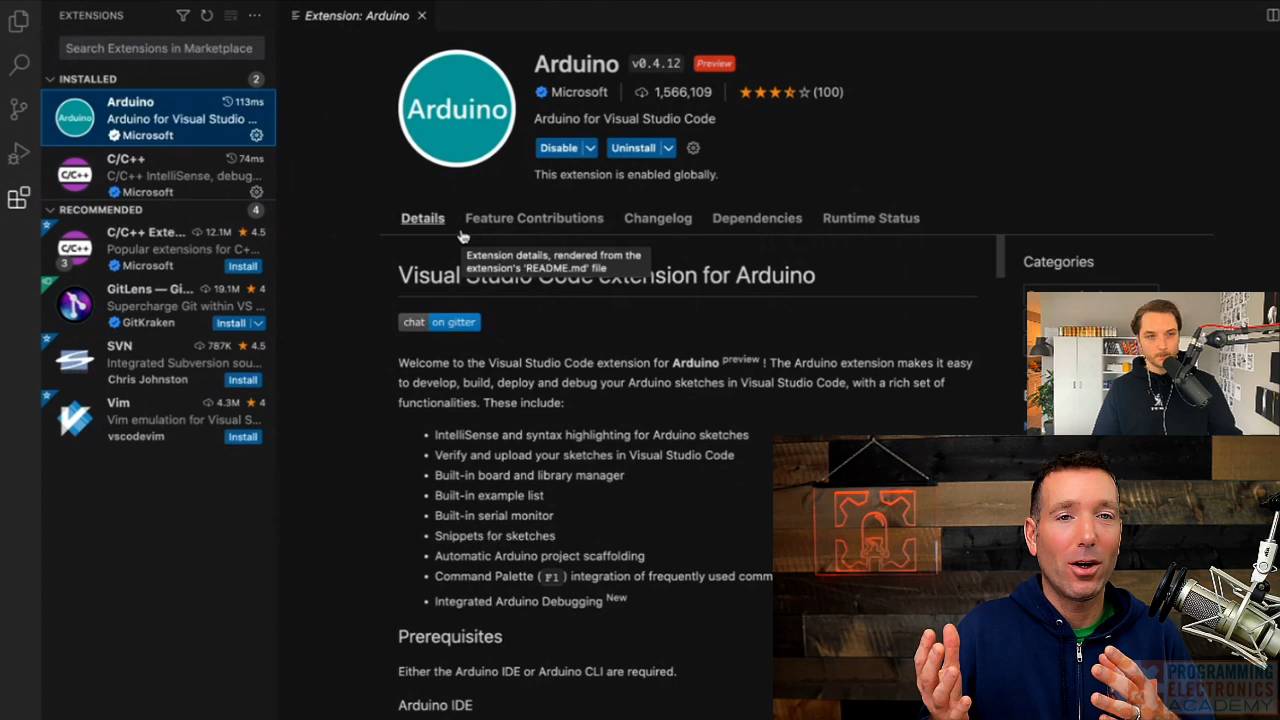 EXTENSIONS
Search Extensions in Marketplace
INSTALLED 2
Arduino
Arduino 113ms
Arduino for Visual Studio ...
Microsoft
C/C++ 74ms
C/C++ IntelliSense, debug...
Microsoft
RECOMMENDED 4
C/C++ Exte... 12.1M 4.5
Popular extensions for C+...
3
Microsoft Install
GitLens — Gi... 19.1M 4
Supercharge Git within VS ...
GitKraken Install
SVN 787K 4.5
Integrated Subversion sou...
Chris Johnston Install
Vim 4.3M 4
Vim emulation for Visual S...
vscodevim Install
Extension: Arduino
Arduino
Arduino v0.4.12 Preview
Microsoft 1,566,109 (100)
Arduino for Visual Studio Code
Disable Uninstall
This extension is enabled globally.
Details Feature Contributions Changelog Dependencies Runtime Status
Extension details, rendered from the
extension's 'README.md' file
Visual Studio Code extension for Arduino
chat on gitter
Welcome to the Visual Studio Code extension for Arduino preview ! The Arduino extension makes it easy
to develop, build, deploy and debug your Arduino sketches in Visual Studio Code, with a rich set of
functionalities. These include:
• IntelliSense and syntax highlighting for Arduino sketches
• Verify and upload your sketches in Visual Studio Code
• Built-in board and library manager
• Built-in example list
• Built-in serial monitor
• Snippets for sketches
• Automatic Arduino project scaffolding
• Command Palette (F1) integration of frequently used comm
• Integrated Arduino Debugging New
Prerequisites
Either the Arduino IDE or Arduino CLI are required.
Arduino IDE
Categories
PROGRAMMING
ELECTRONICS
ACADEMY